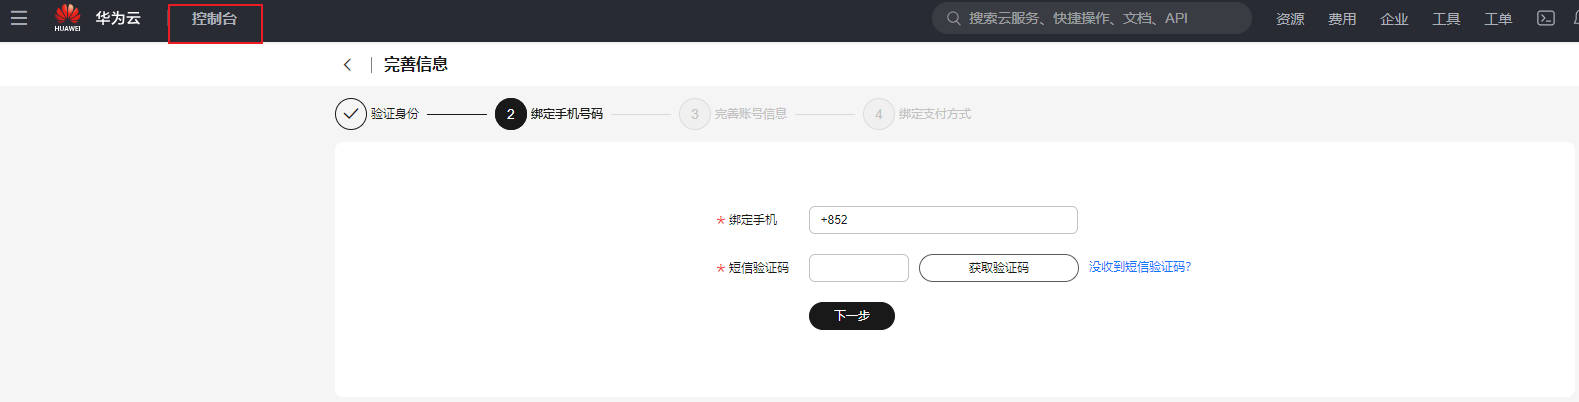 HUAWEI
华为云
控制台
搜索云服务、快捷操作、文档、API
资源 费用 企业 工具 工单
完善信息
验证身份 2 绑定手机号码 3 完善账号信息 4 绑定支付方式
* 绑定手机 +852
* 短信验证码 获取验证码 没收到短信验证码?
下一步